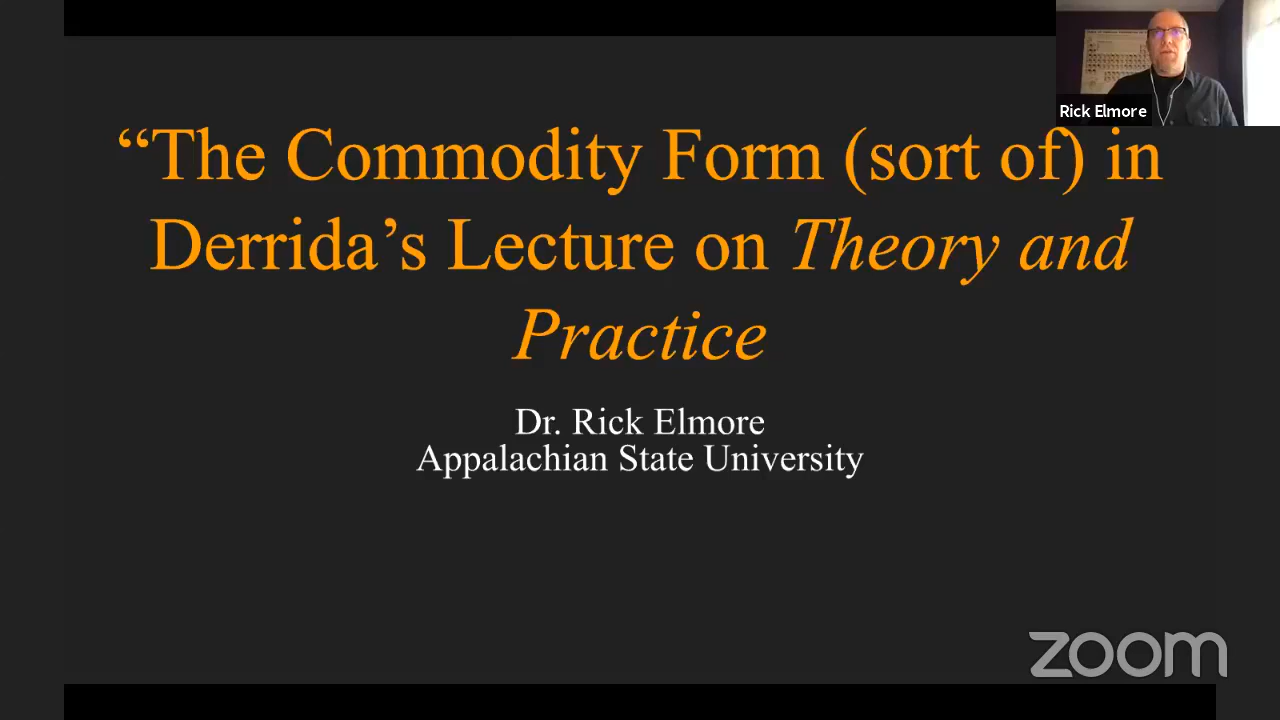 Rick Elmore
“The Commodity Form (sort of) in
Derrida’s Lecture on Theory and
Practice
Dr. Rick Elmore
Appalachian State University
zoom